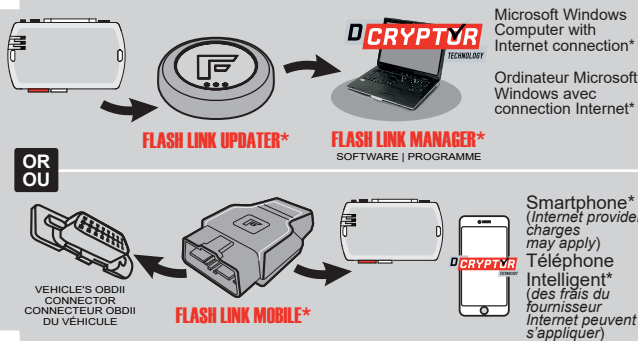 DCRYPTOR
TECHNOLOGY
Microsoft Windows
Computer with
Internet connection*
Ordinateur Microsoft
Windows avec
connection Internet*
FLASH LINK UPDATER*
FLASH LINK MANAGER*
SOFTWARE | PROGRAMME
OR
OU
VEHICLE'S OBDII
CONNECTOR
CONNECTEUR OBDII
DU VÉHICULE
FLASH LINK MOBILE*
DCRYPTOR
TECHNOLOGY
Smartphone*
(Internet provider
charges
may apply)
Téléphone
Intelligent*
(des frais du
fournisseur
Internet peuvent
s'appliquer)